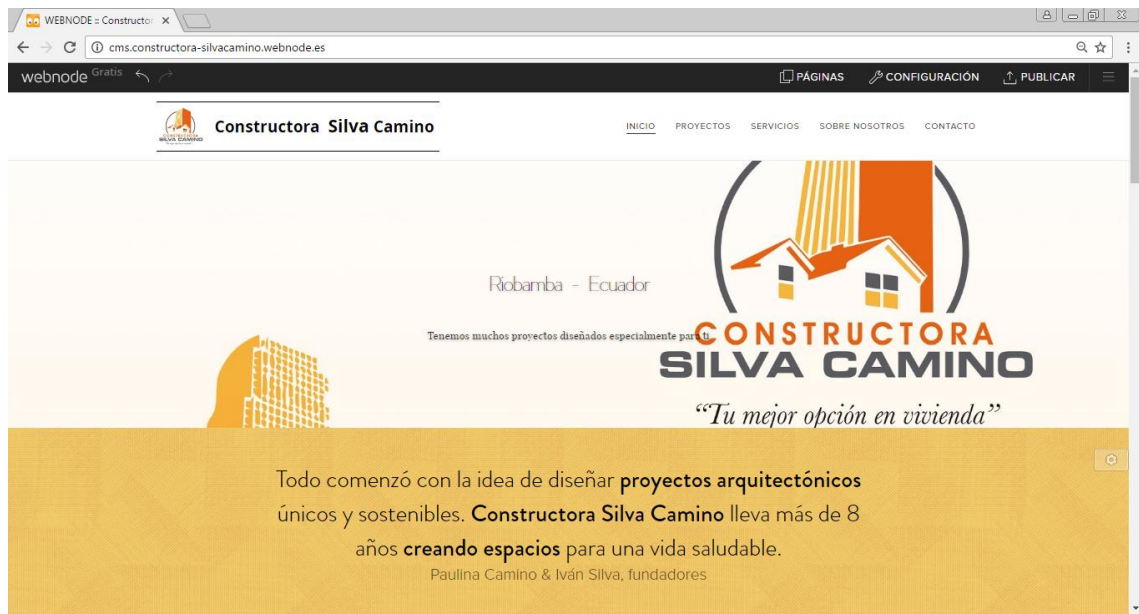 WEBNODE :: Constructor
cms.constructora-silvacamino.webnode.es
webnode Gratis
PÁGINAS
CONFIGURACIÓN
PUBLICAR
Constructora Silva Camino
INICIO
PROYECTOS
SERVICIOS
SOBRE NOSOTROS
CONTACTO
Riobamba - Ecuador
Tenemos muchos proyectos diseñados especialmente para ti
CONSTRUCTORA
SILVA CAMINO
“Tu mejor opción en vivienda”
Todo comenzó con la idea de diseñar proyectos arquitectónicos
únicos y sostenibles. Constructora Silva Camino lleva más de 8
años creando espacios para una vida saludable.
Paulina Camino & Iván Silva, fundadores